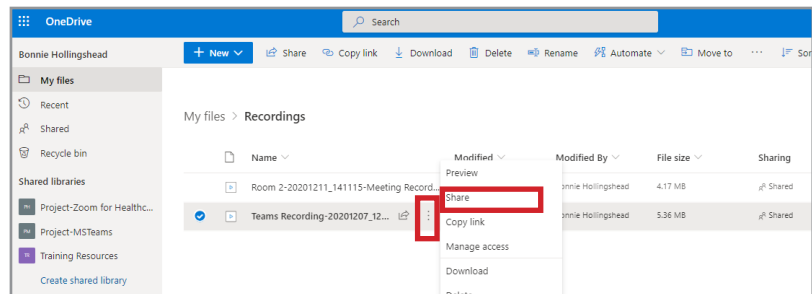 OneDrive
Search
Bonnie Hollingshead
New
Share
Copy link
Download
Delete
Rename
Automate
Move to
My files
Recent
Shared
Recycle bin
Shared libraries
Project-Zoom for Healthc...
Project-MSTeams
Training Resources
Create shared library
My files > Recordings
Name Modified Modified By File size Sharing
Room 2-20201211_141115-Meeting Record... Hollingshead 4.17 MB Shared
Teams Recording-20201207_12... Hollingshead 5.36 MB Shared
Preview
Share
Copy link
Manage access
Download